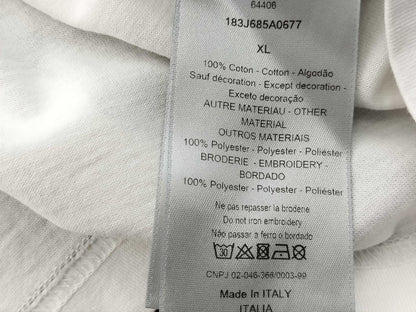 64406
183J685A0677
XL
100% Coton - Cotton - Algodão
Sauf décoration - Except decoration -
Exceto decoração
AUTRE MATERIAU - OTHER
MATERIAL
OUTROS MATERIAIS
100% Polyester - Polyester - Poliéster
BRODERIE - EMBROIDERY -
BORDADO
100% Polyester - Polyester - Poliéster
Ne pas repasser la broderie
Do not iron embroidery
Não passar a ferro o bordado
30
CNPJ 02-046-366/0003-99
Made In ITALY
ITALIA